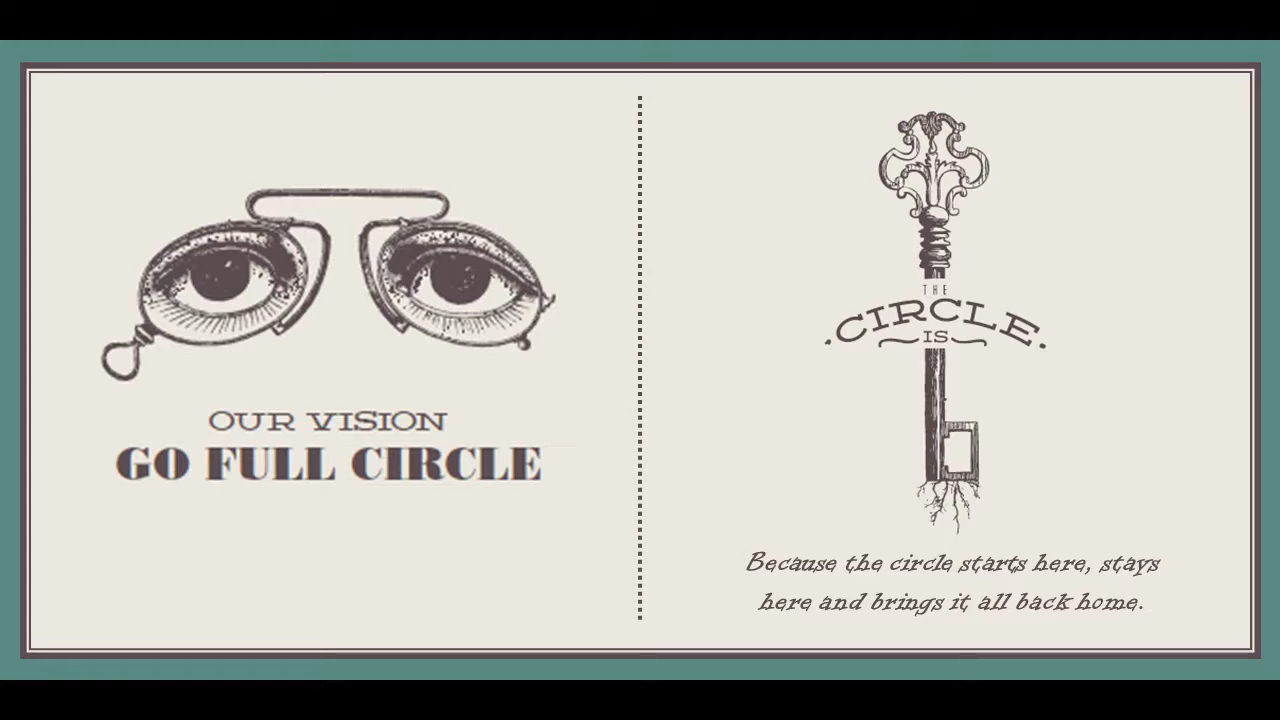 OUR VISION
GO FULL CIRCLE
THE
.CIRCLE.
IS
Because the circle starts here, stays
here and brings it all back home.